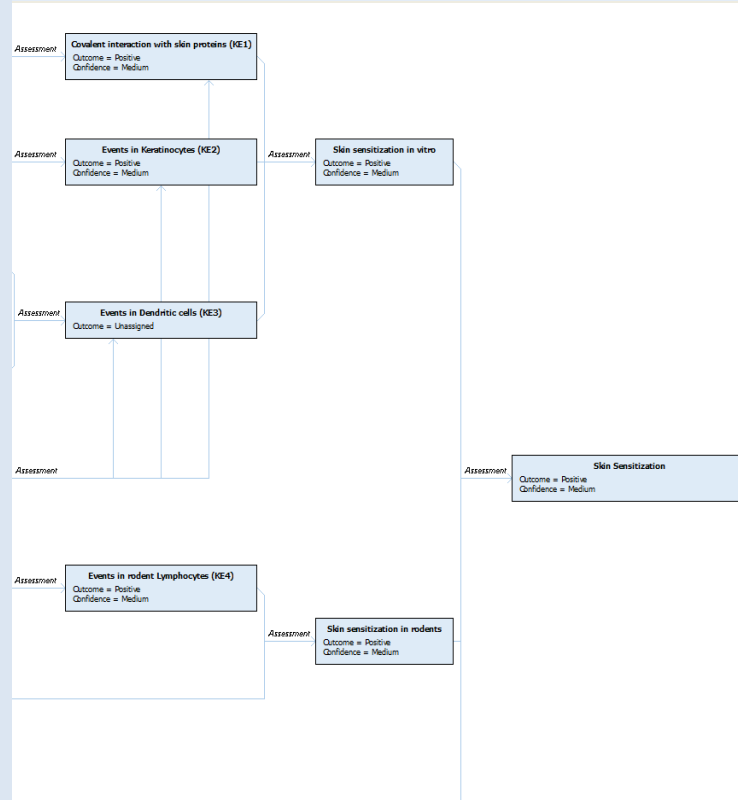 Assessment
Covalent interaction with skin proteins (KE1)
Outcome = Positive
Confidence = Medium
Assessment
Events in Keratinocytes (KE2)
Outcome = Positive
Confidence = Medium
Assessment
Skin sensitization in vitro
Outcome = Positive
Confidence = Medium
Assessment
Events in Dendritic cells (KE3)
Outcome = Unassigned
Assessment
Assessment
Skin Sensitization
Outcome = Positive
Confidence = Medium
Assessment
Events in rodent Lymphocytes (KE4)
Outcome = Positive
Confidence = Medium
Assessment
Skin sensitization in rodents
Outcome = Positive
Confidence = Medium